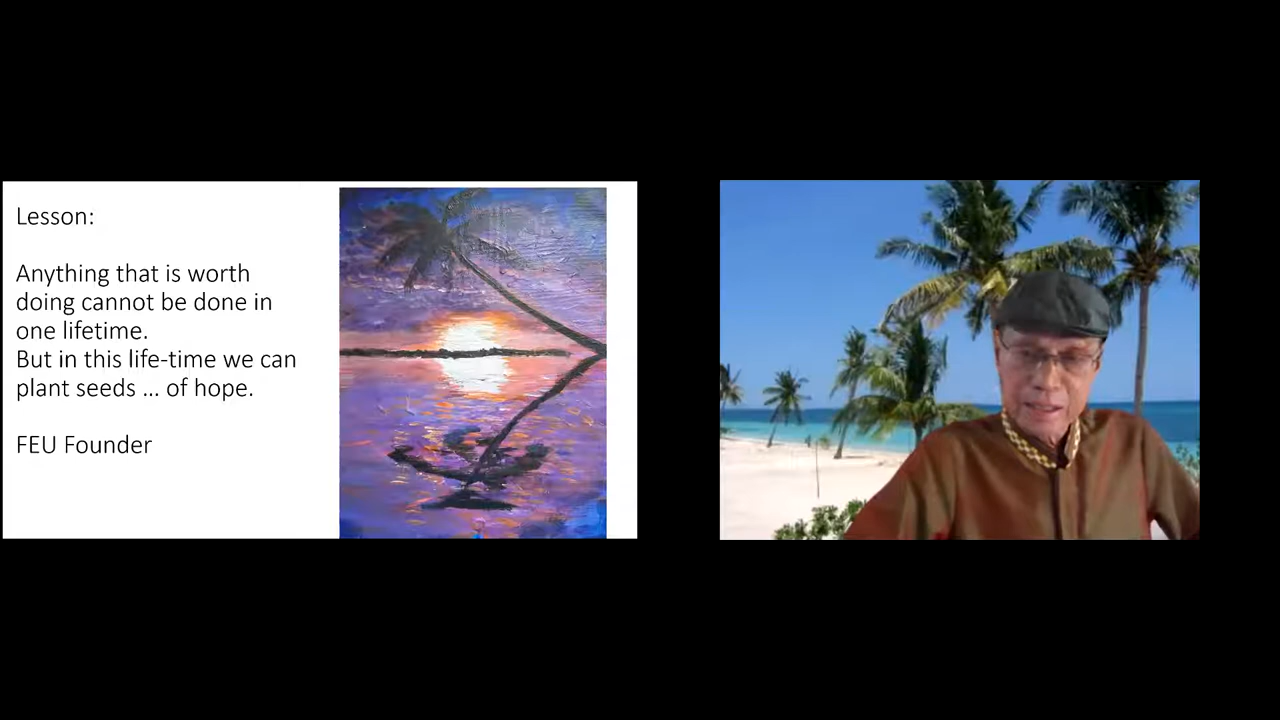 Lesson:
Anything that is worth
doing cannot be done in
one lifetime.
But in this life-time we can
plant seeds ... of hope.
FEU Founder